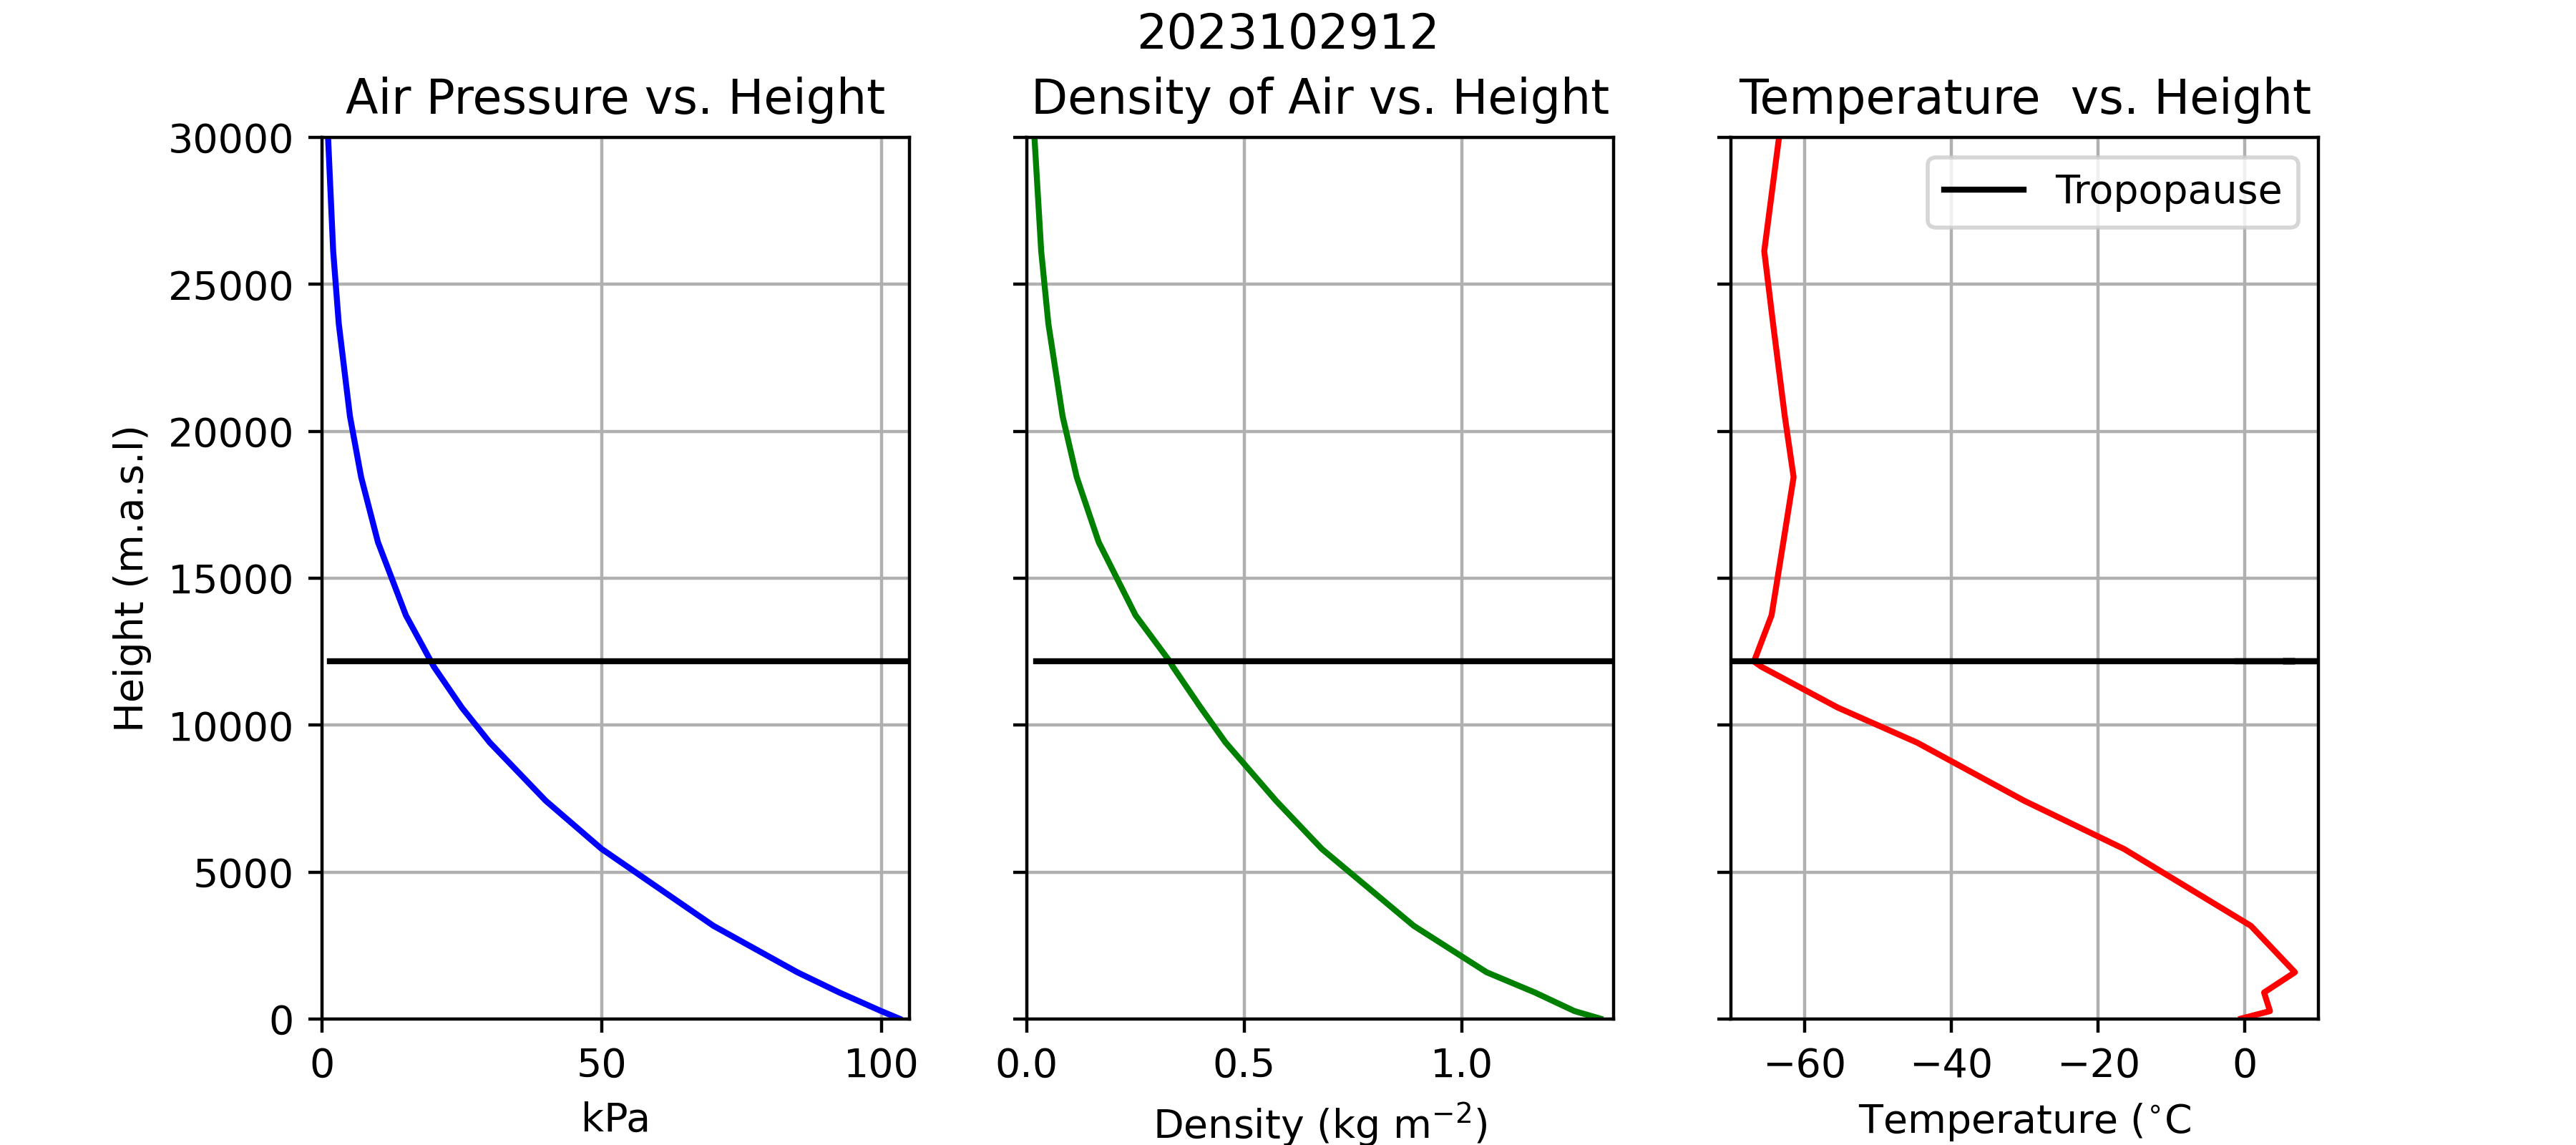 2023102912
Air Pressure vs. Height
Density of Air vs. Height
Temperature  vs. Height
Height (m.a.s.l)
30000
25000
20000
15000
10000
5000
0
0 50 100
kPa
0.0 0.5 1.0
Density (kg m⁻²)
Tropopause
−60 −40 −20 0
Temperature (°C